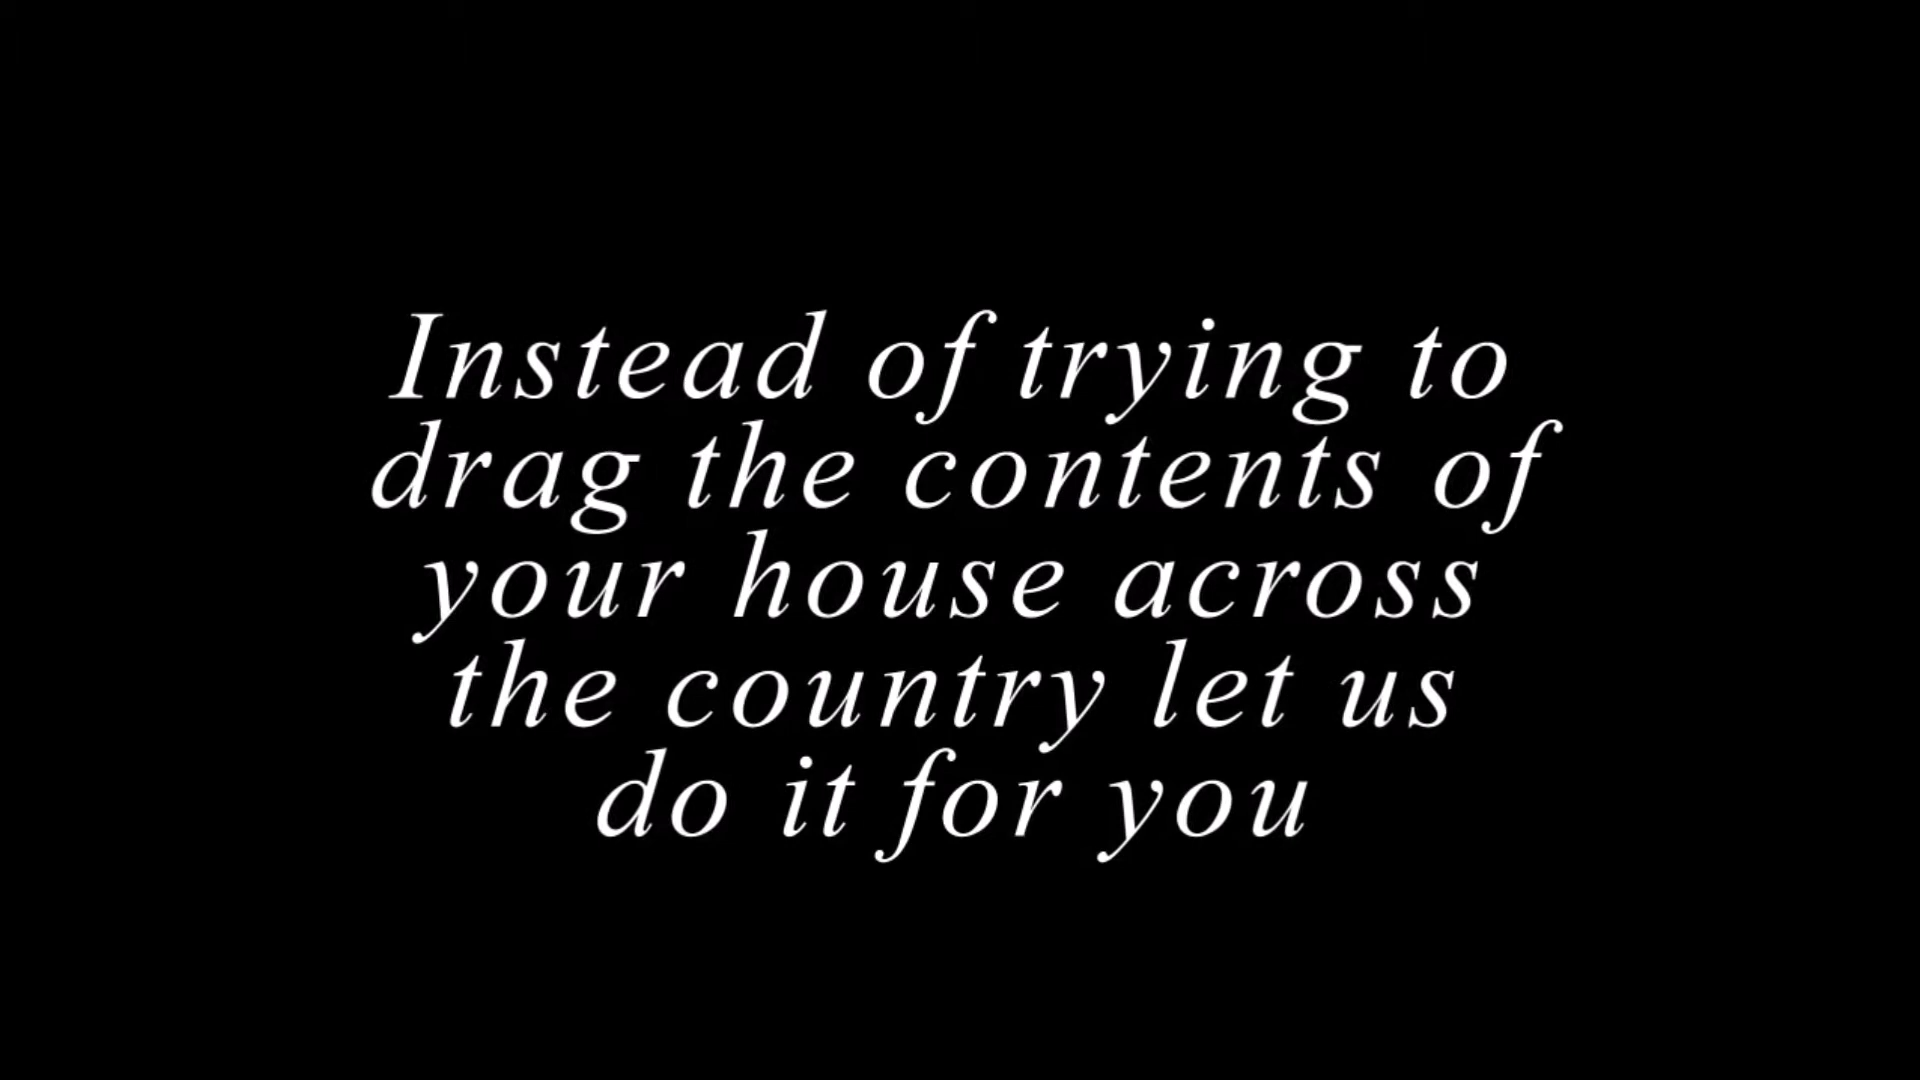 Instead of trying to
drag the contents of
your house across
the country let us
do it for you